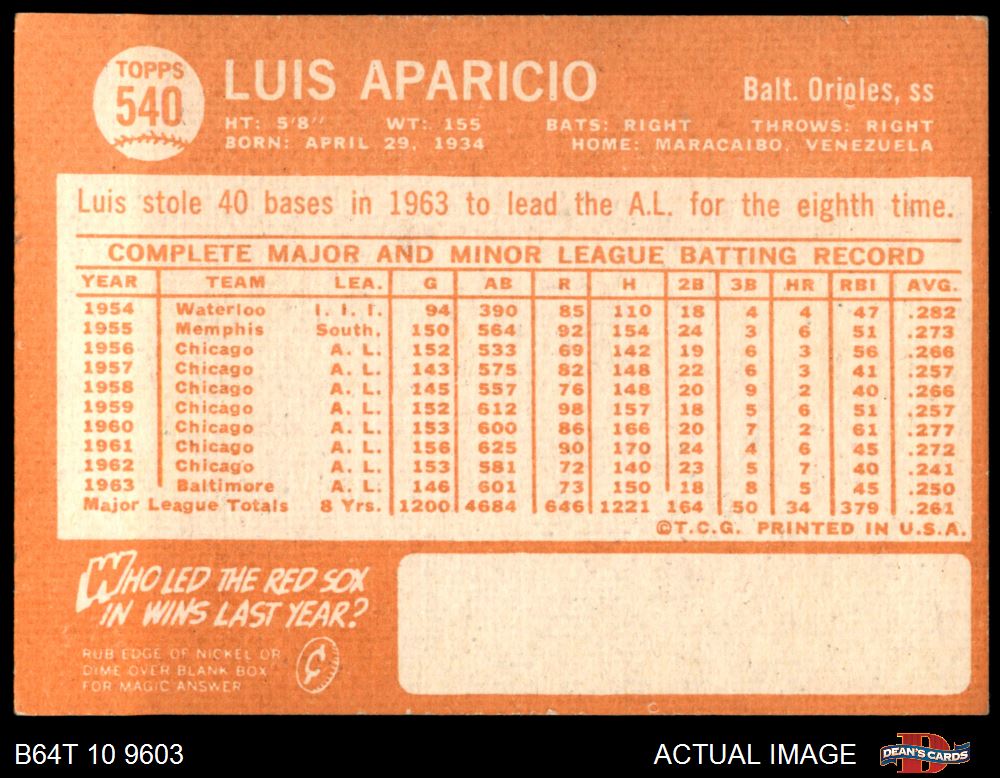 TOPPS
540
LUIS APARICIO
Balt. Orioles, ss
HT: 5'8" WT: 155 BATS: RIGHT THROWS: RIGHT
BORN: APRIL 29, 1934 HOME: MARACAIBO, VENEZUELA
Luis stole 40 bases in 1963 to lead the A.L. for the eighth time.
COMPLETE MAJOR AND MINOR LEAGUE BATTING RECORD
YEAR TEAM LEA. G AB R H 2B 3B HR RBI AVG.
1954 Waterloo I. I. I. 94 390 85 110 18 4 4 47 .282
1955 Memphis South. 150 564 92 154 24 3 6 51 .273
1956 Chicago A. L. 152 533 69 142 19 6 3 56 .266
1957 Chicago A. L. 143 575 82 148 22 6 3 41 .257
1958 Chicago A. L. 145 557 76 148 20 9 2 40 .266
1959 Chicago A. L. 152 612 98 157 18 5 6 51 .257
1960 Chicago A. L. 153 600 86 166 20 7 2 61 .277
1961 Chicago A. L. 156 625 90 170 24 4 6 45 .272
1962 Chicago A. L. 153 581 72 140 23 5 7 40 .241
1963 Baltimore A. L. 146 601 73 150 18 8 5 45 .250
Major League Totals 8 Yrs. 1200 4684 646 1221 164 50 34 379 .261
©T.C.G. PRINTED IN U.S.A.
WHO LED THE RED SOX
IN WINS LAST YEAR?
RUB EDGE OF NICKEL OR
DIME OVER BLANK BOX
FOR MAGIC ANSWER
¢
B64T 10 9603
ACTUAL IMAGE
D
DEAN'S CARDS